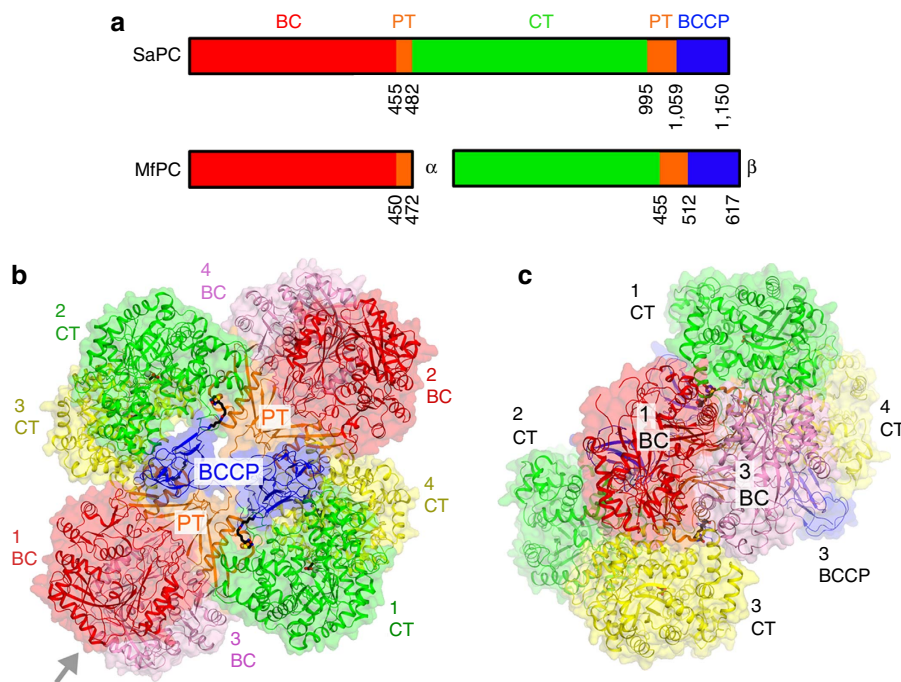 a
BC PT CT PT BCCP
SaPC
455 482 995 1,059 1,150
MfPC α β
450 472 455 512 617
b
4
BC
2
CT
2
BC
3
CT
PT
BCCP
4
CT
PT
1
BC
1
CT
3
BC
c
1
CT
1
BC
4
CT
2
CT
3
BC
3
BCCP
3
CT